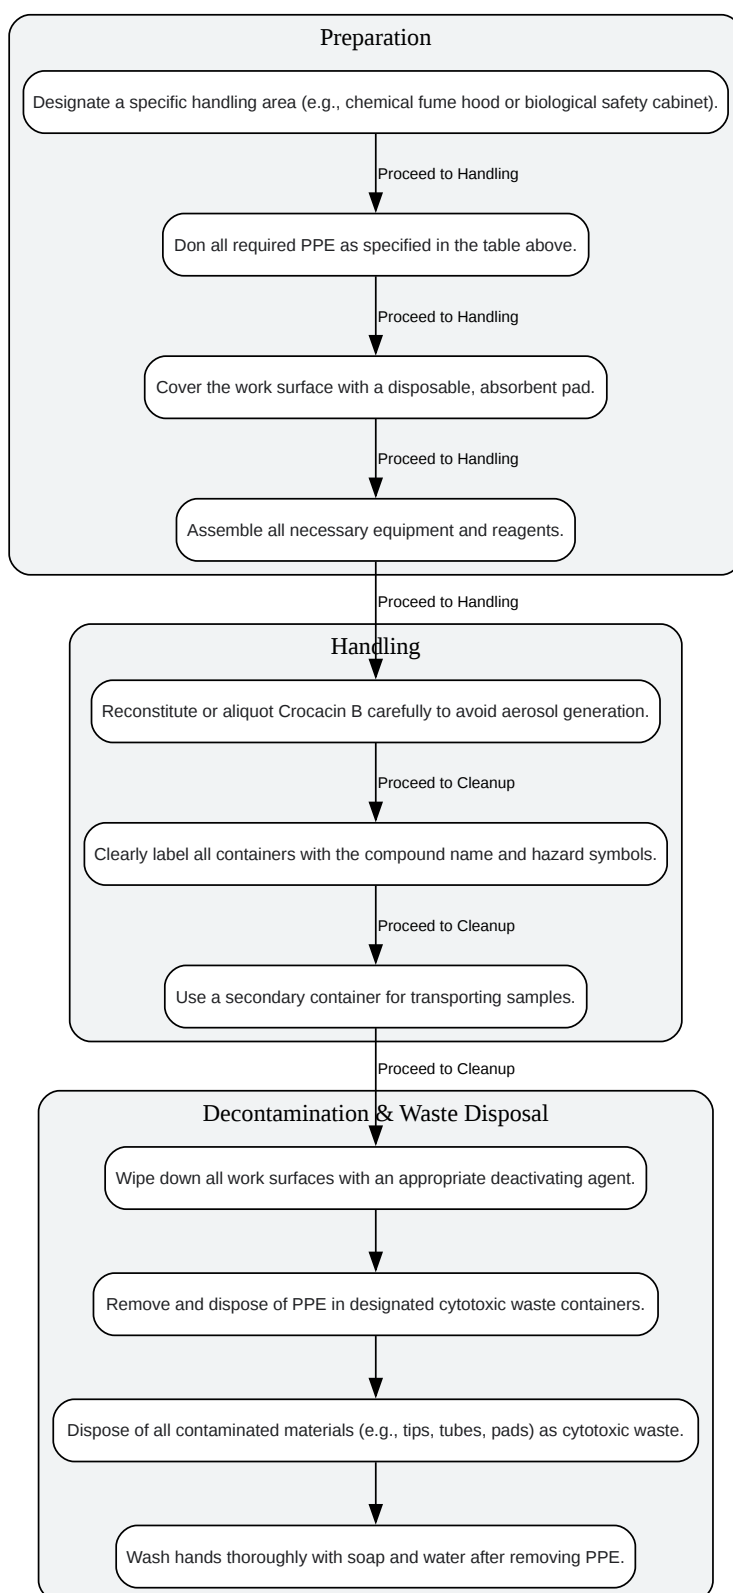 Preparation
Designate a specific handling area (e.g., chemical fume hood or biological safety cabinet).
Proceed to Handling
Don all required PPE as specified in the table above.
Proceed to Handling
Cover the work surface with a disposable, absorbent pad.
Proceed to Handling
Assemble all necessary equipment and reagents.
Proceed to Handling
Handling
Reconstitute or aliquot Crocacin B carefully to avoid aerosol generation.
Proceed to Cleanup
Clearly label all containers with the compound name and hazard symbols.
Proceed to Cleanup
Use a secondary container for transporting samples.
Proceed to Cleanup
Decontamination & Waste Disposal
Wipe down all work surfaces with an appropriate deactivating agent.
Remove and dispose of PPE in designated cytotoxic waste containers.
Dispose of all contaminated materials (e.g., tips, tubes, pads) as cytotoxic waste.
Wash hands thoroughly with soap and water after removing PPE.